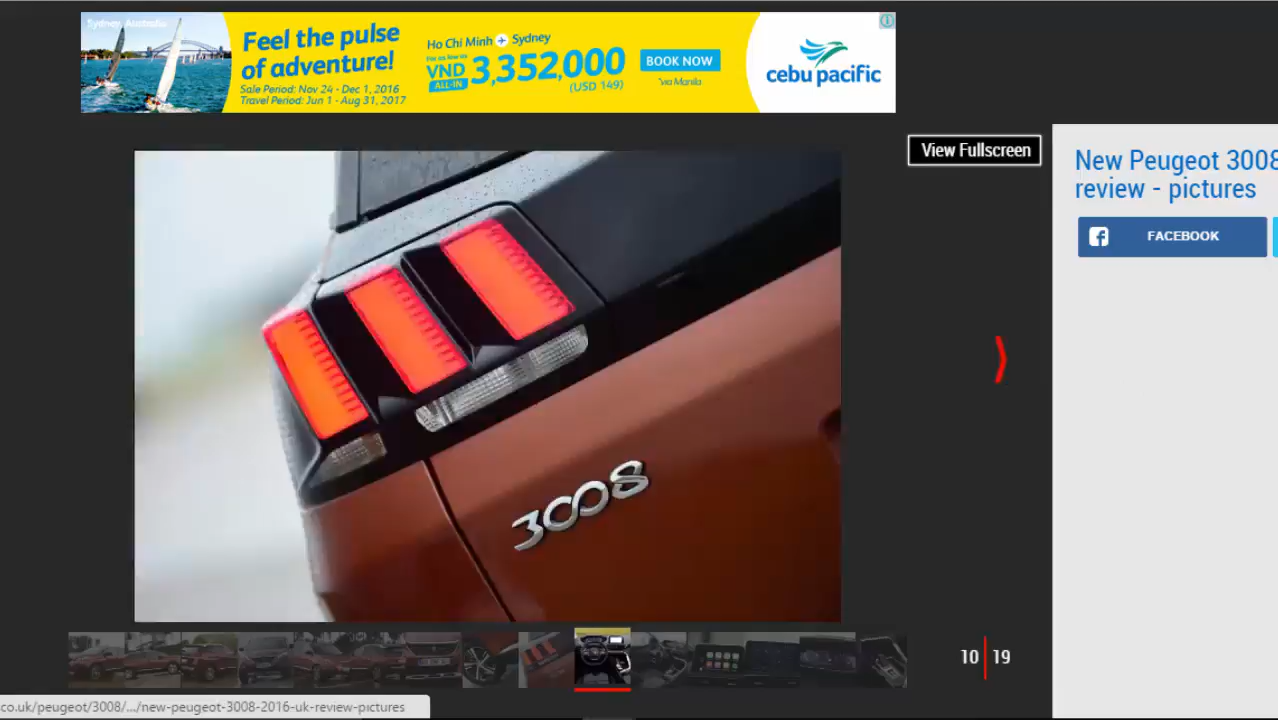 Sydney, Australia
Feel the pulse
of adventure!
Sale Period: Nov 24 - Dec 1, 2016
Travel Period: Jun 1 - Aug 31, 2017
Ho Chi Minh Sydney
VND 3,352,000
ALL-IN (USD 149)
BOOK NOW
*via Manila
cebu pacific
View Fullscreen
New Peugeot 3008
review - pictures
FACEBOOK
3008
10 19
.co.uk/peugeot/3008/.../new-peugeot-3008-2016-uk-review-pictures